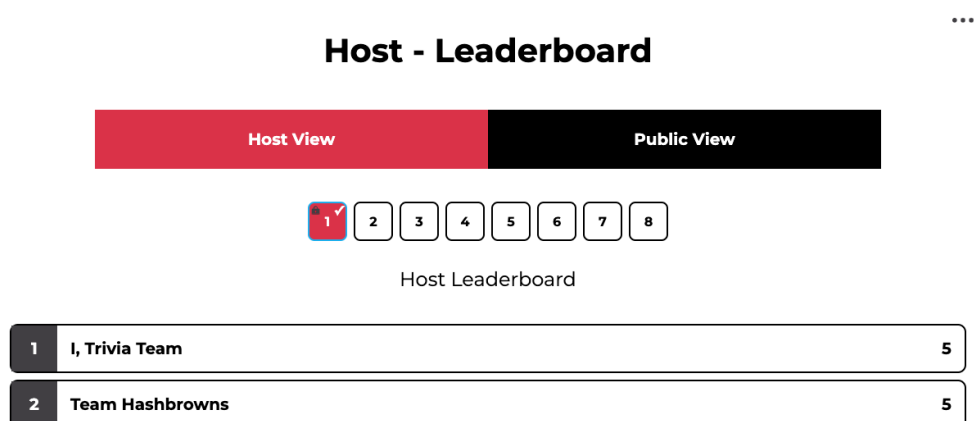 Host - Leaderboard
Host View Public View
1 2 3 4 5 6 7 8
Host Leaderboard
1 I, Trivia Team 5
2 Team Hashbrowns 5